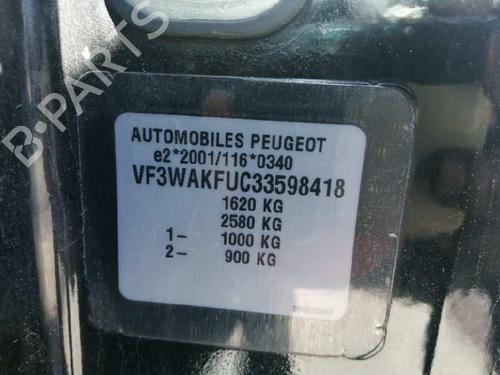 B-PARTS
AUTOMOBILES PEUGEOT
e2*2001/116*0340
VF3WAKFUC33598418
1620 KG
2580 KG
1- 1000 KG
2- 900 KG